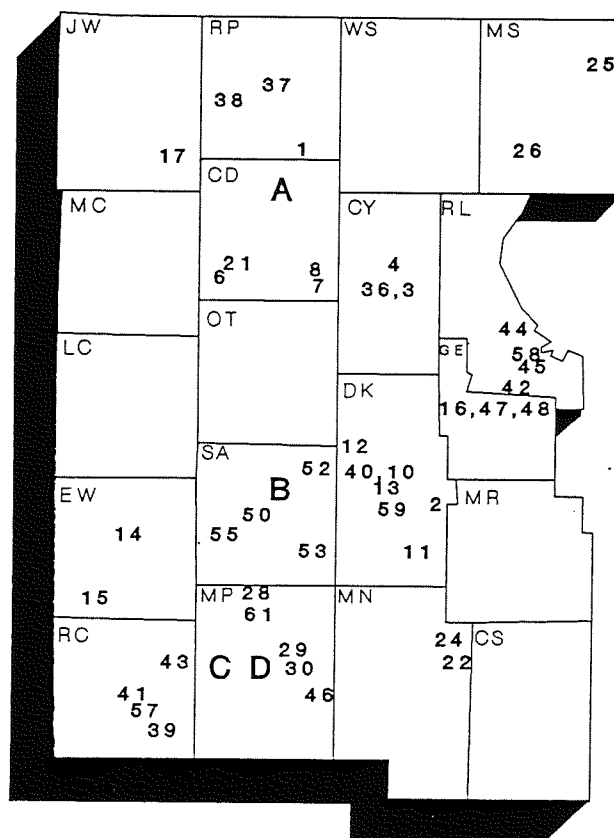 JW RP WS MS
37 25
38
17 1 26
CD
A
MC CY RL
6 21 8 4
7 36,3
OT
44
LC GE 58
45
42
DK 16,47,48
12
SA 52 40,10
B 13 MR
EW 50 59 2
14 55 53 11
15 MP 28 MN
61
RC 24 CS
43 29 22
C D 30
41 46
57
39